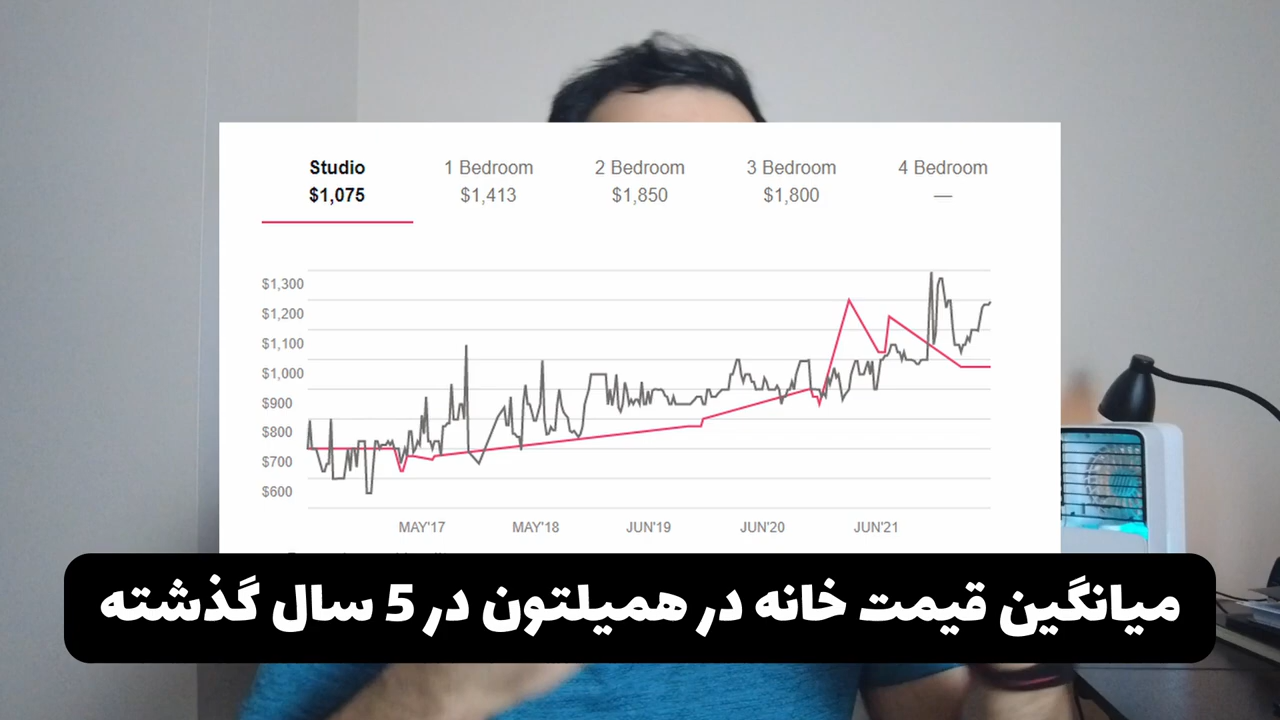 Studio 1 Bedroom 2 Bedroom 3 Bedroom 4 Bedroom
$1,075 $1,413 $1,850 $1,800 —
$1,300
$1,200
$1,100
$1,000
$900
$800
$700
$600
MAY'17 MAY'18 JUN'19 JUN'20 JUN'21
میانگین قیمت خانه در همیلتون در 5 سال گذشته